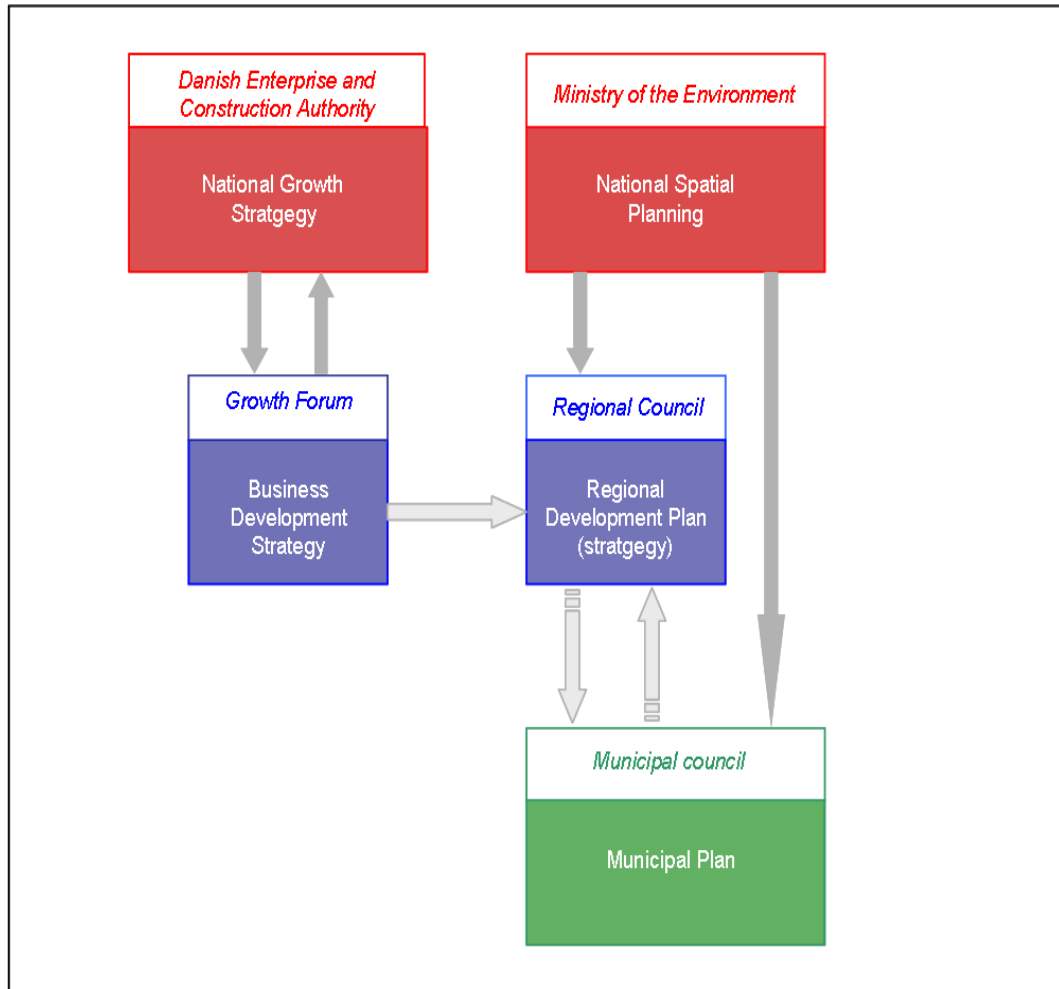 Danish Enterprise and
Construction Authority
National Growth
Stratgegy
Ministry of the Environment
National Spatial
Planning
Growth Forum
Business
Development
Strategy
Regional Council
Regional
Development Plan
(stratgegy)
Municipal council
Municipal Plan